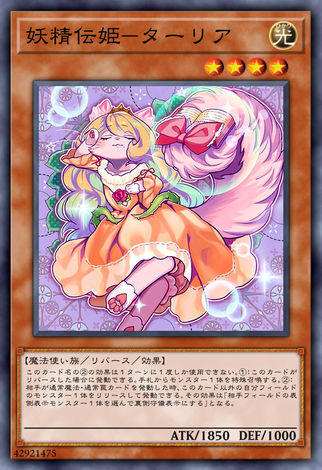 妖精伝姫－ターリア
光
【魔法使い族／リバース／効果】
このカード名の②の効果は１ターンに１度しか使用できない。①：このカードが
リバースした場合に発動できる。手札からモンスター１体を特殊召喚する。②：
相手が通常魔法・通常罠カードを発動した時、このカード以外の自分フィールド
のモンスター１体をリリースして発動できる。その効果は「相手フィールドの表
側表示モンスター１体を選んで裏側守備表示にする」となる。
ATK/1850 DEF/1000
42921475